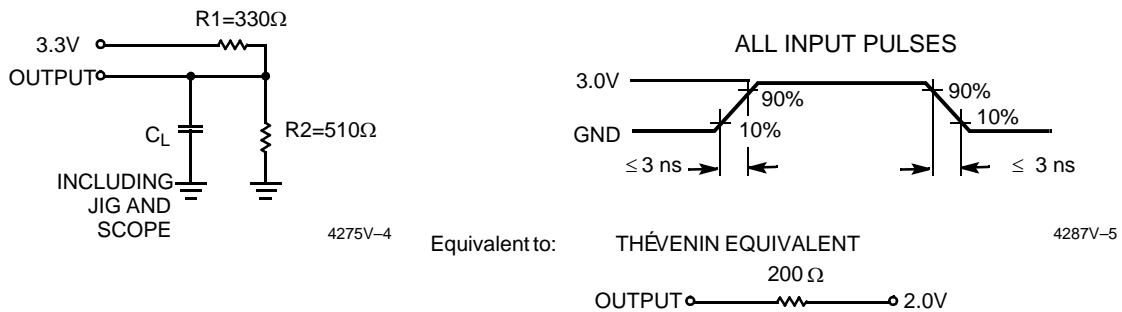 R1=330Ω
3.3V
OUTPUT
CL
R2=510Ω
INCLUDING
JIG AND
SCOPE
4275V–4
ALL INPUT PULSES
3.0V
90%
90%
10%
10%
GND
≤ 3 ns
≤ 3 ns
4287V–5
Equivalent to:
THÉVENIN EQUIVALENT
200 Ω
OUTPUT
2.0V